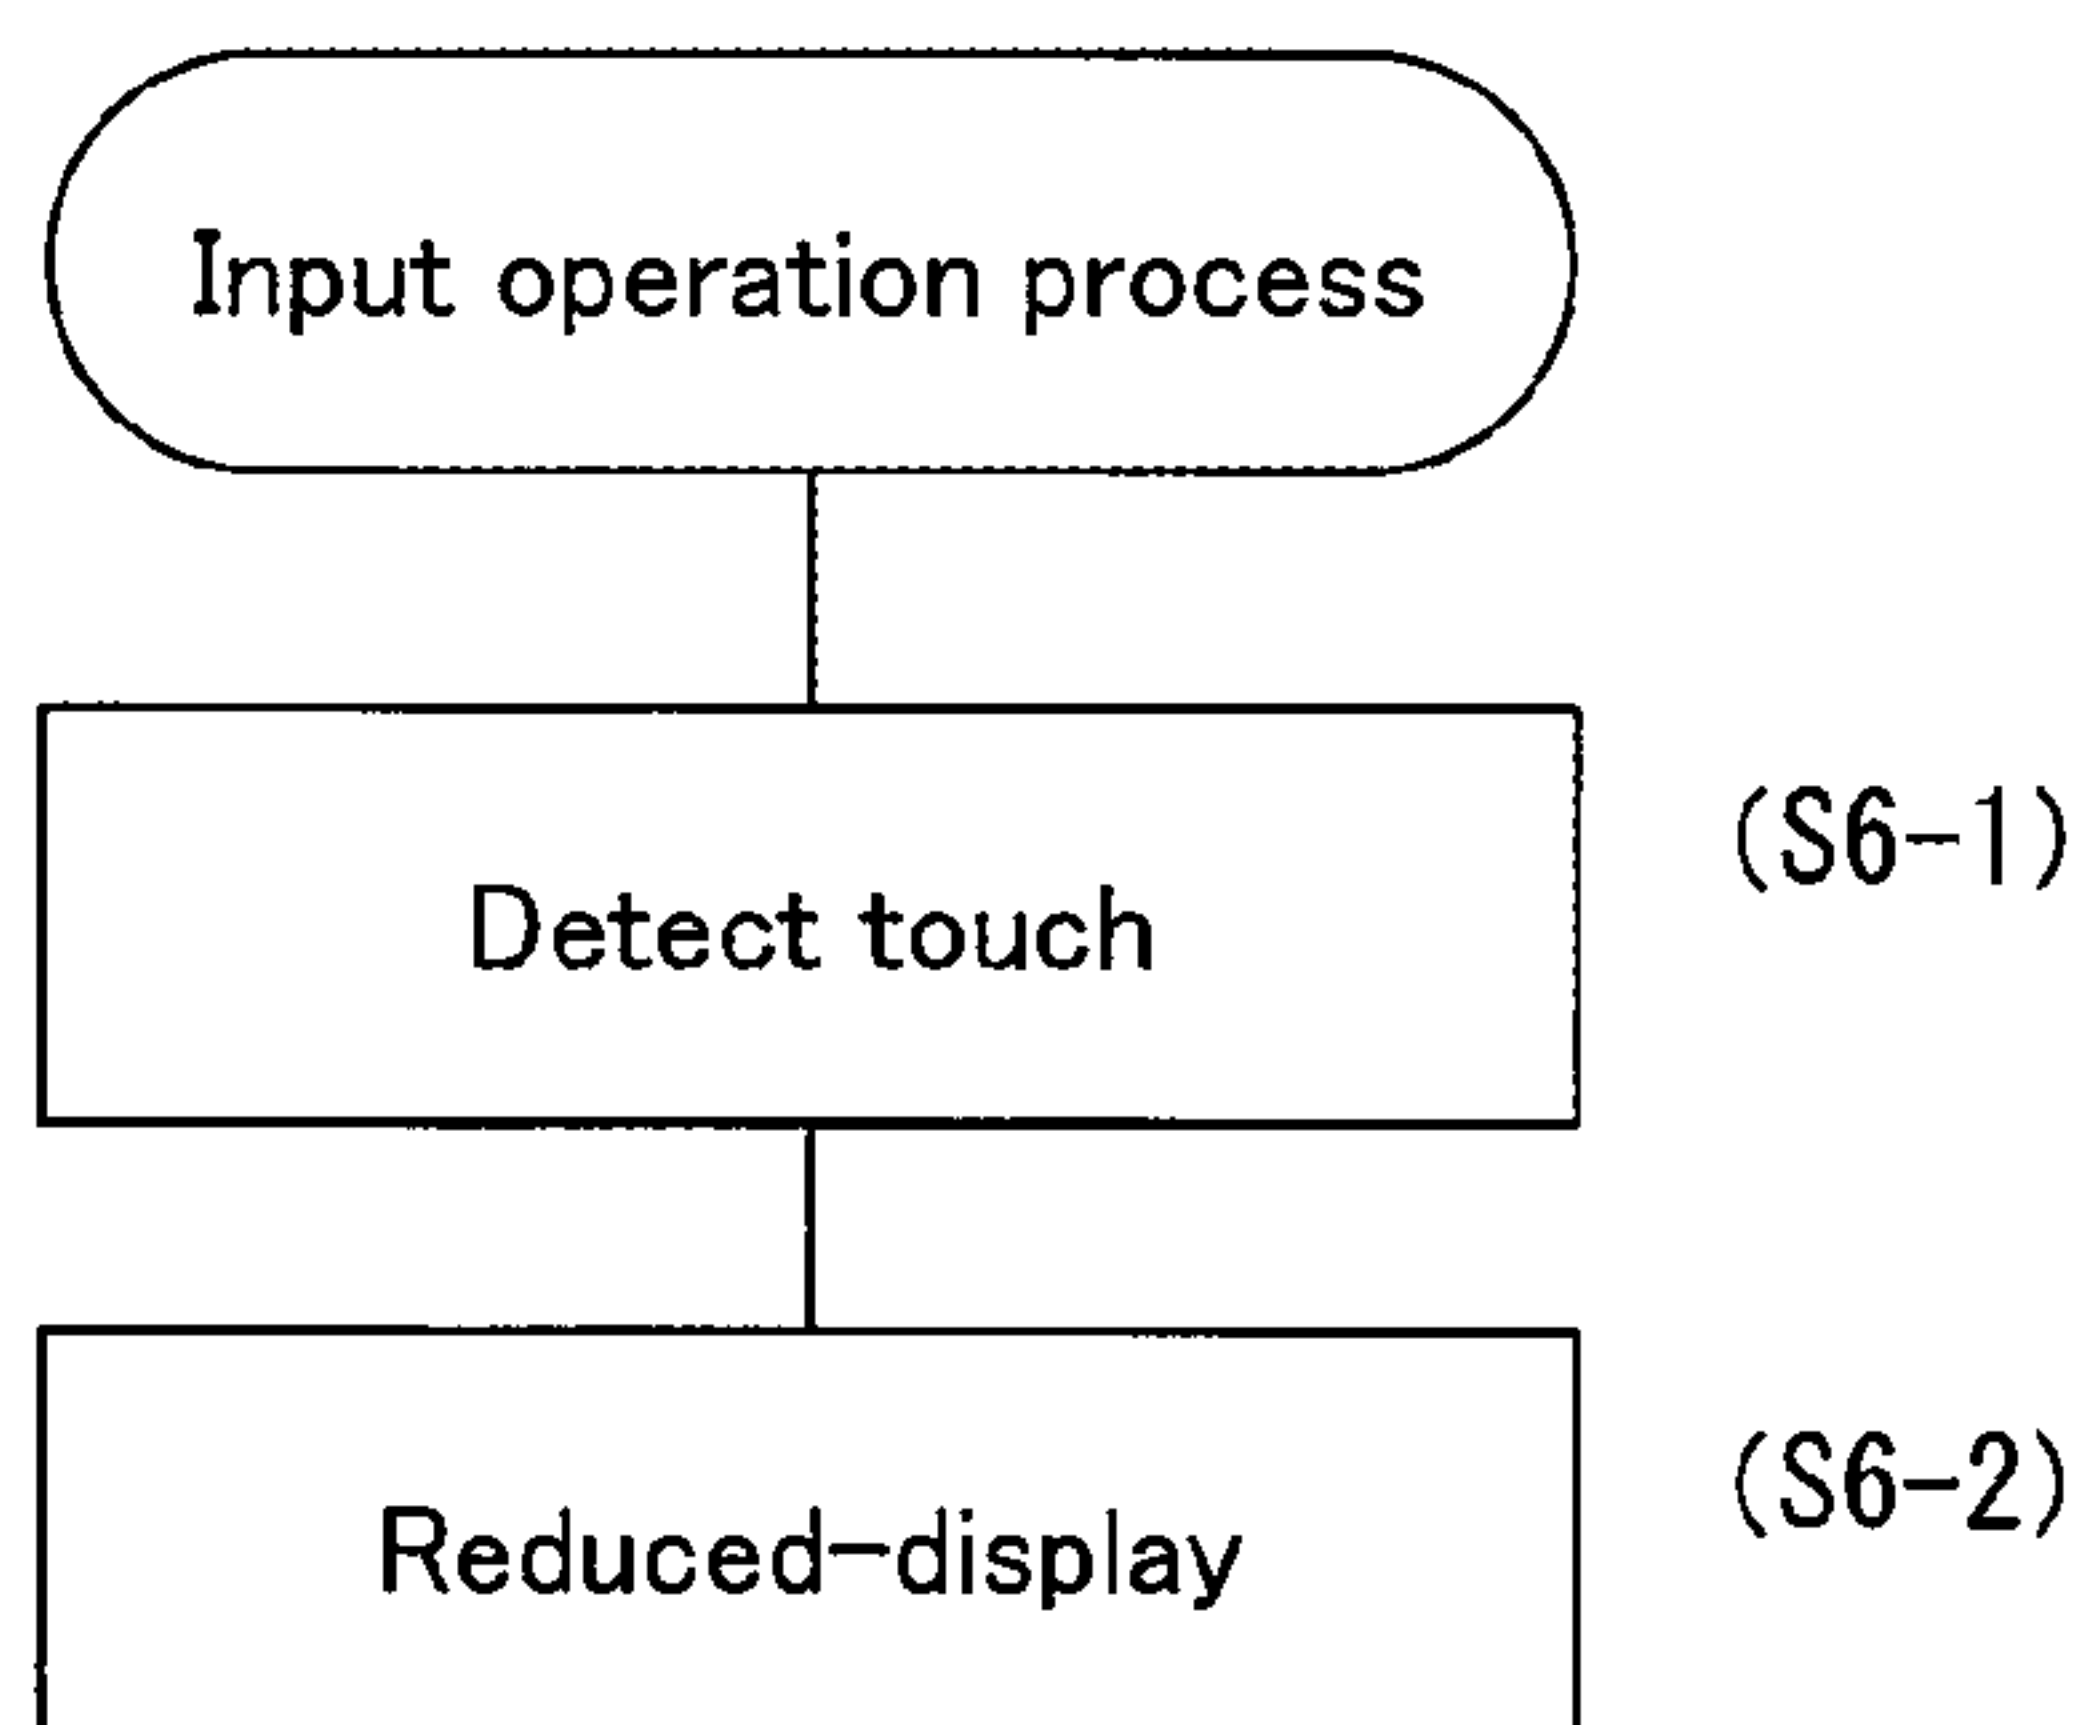 Input operation process
(S6-1)
Detect touch
(S6-2)
Reduced-display